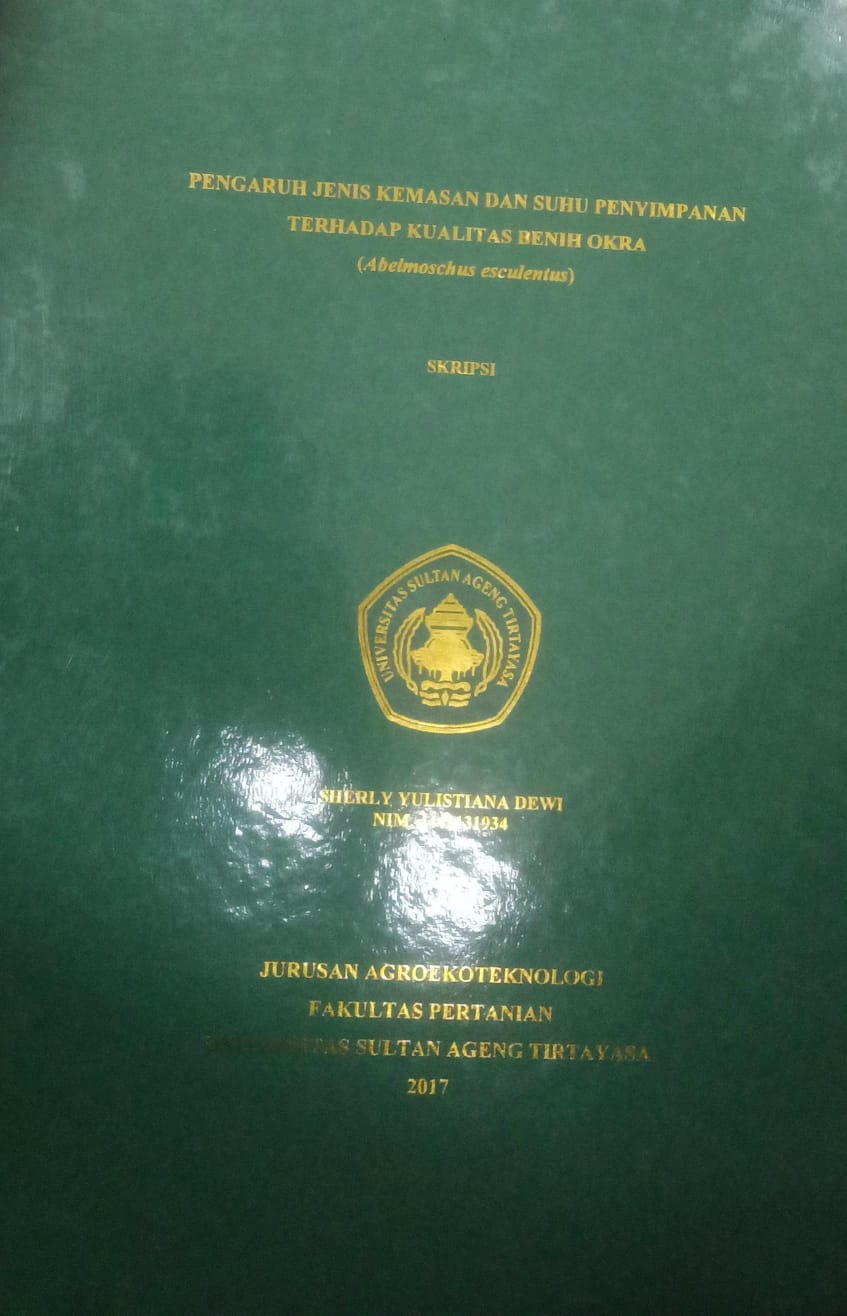 PENGARUH JENIS KEMASAN DAN SUHU PENYIMPANAN
TERHADAP KUALITAS BENIH OKRA
(Abelmoschus esculentus)
SKRIPSI
UNIVERSITAS SULTAN AGENG TIRTAYASA
SHERLY YULISTIANA DEWI
NIM.
JURUSAN AGROEKOTEKNOLOGI
FAKULTAS PERTANIAN
SULTAN AGENG TIRTAYASA
2017